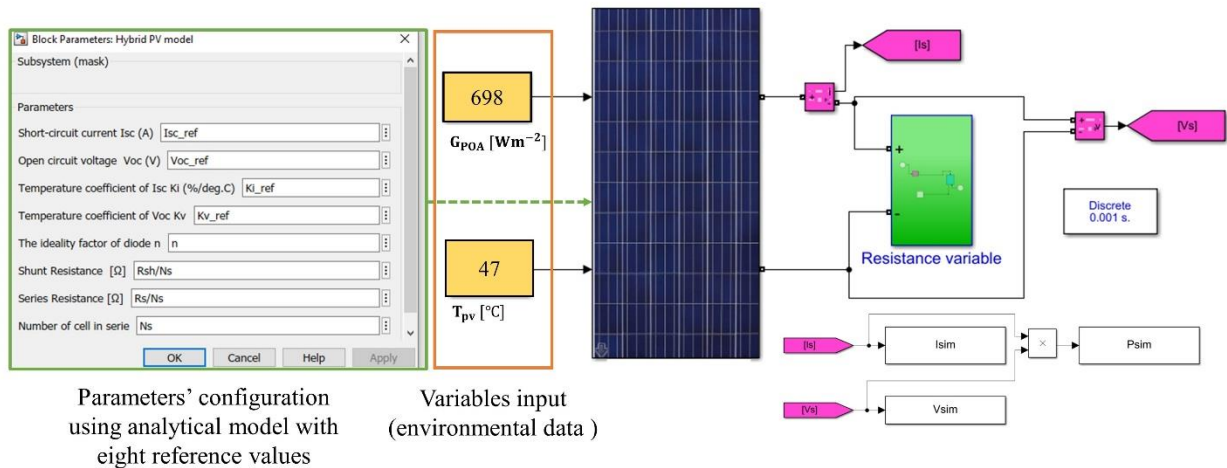 Block Parameters: Hybrid PV model
Subsystem (mask)
Parameters
Short-circuit current Isc (A) Isc_ref
Open circuit voltage Voc (V) Voc_ref
Temperature coefficient of Isc Ki (%/deg.C) Ki_ref
Temperature coefficient of Voc Kv Kv_ref
The ideality factor of diode n n
Shunt Resistance [Ω] Rsh/Ns
Series Resistance [Ω] Rs/Ns
Number of cell in serie Ns
OK Cancel Help Apply
Parameters' configuration
using analytical model with
eight reference values
698
G_POA [Wm⁻²]
47
T_pv [°C]
Variables input
(environmental data )
[Is]
i
+
-
+
-
Resistance variable
+
-
v
[Vs]
Discrete
0.001 s.
[Is]
Isim
×
Psim
[Vs]
Vsim